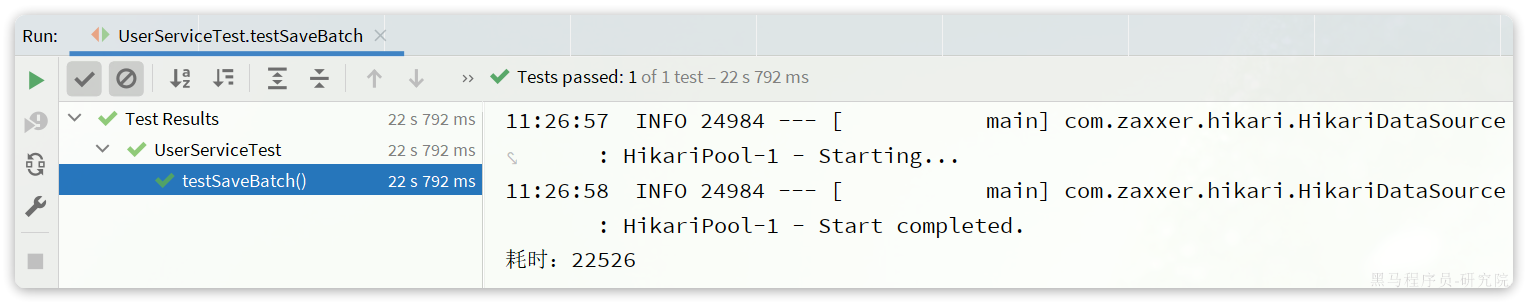 Run: UserServiceTest.testSaveBatch
Tests passed: 1 of 1 test – 22 s 792 ms
Test Results 22 s 792 ms
UserServiceTest 22 s 792 ms
testSaveBatch() 22 s 792 ms
11:26:57  INFO 24984 --- [           main] com.zaxxer.hikari.HikariDataSource
: HikariPool-1 - Starting...
11:26:58  INFO 24984 --- [           main] com.zaxxer.hikari.HikariDataSource
: HikariPool-1 - Start completed.
耗时：22526
黑马程序员-研究院